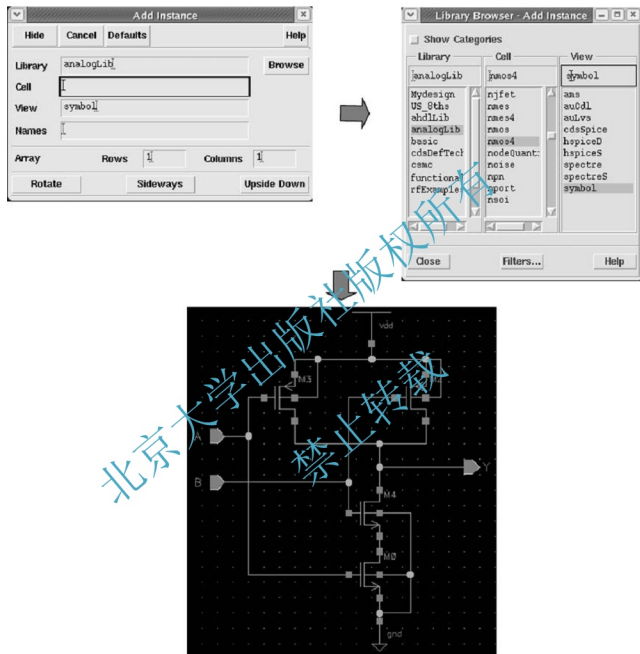 Add Instance
Hide Cancel Defaults Help
Library analogLib Browse
Cell
View symbol
Names
Array Rows 1 Columns 1
Rotate Sideways Upside Down
Library Browser - Add Instance
Show Categories
Library Cell View
analogLib nmos4 symbol
Mydesign njfet ams
US_8ths nmes auCdl
ahdlLib nmes4 auLvs
analogLib nmos cdsSpice
basic nmos4 hspiceD
cdsDefTech nodeQuant hspiceS
csmc noise spectre
functional npn spectreS
rfExample nport symbol
nsoi
Close Filters... Help
vdd
M3
A
B
Y
M4
M0
gnd
北京大学出版社版权所有
禁止转载